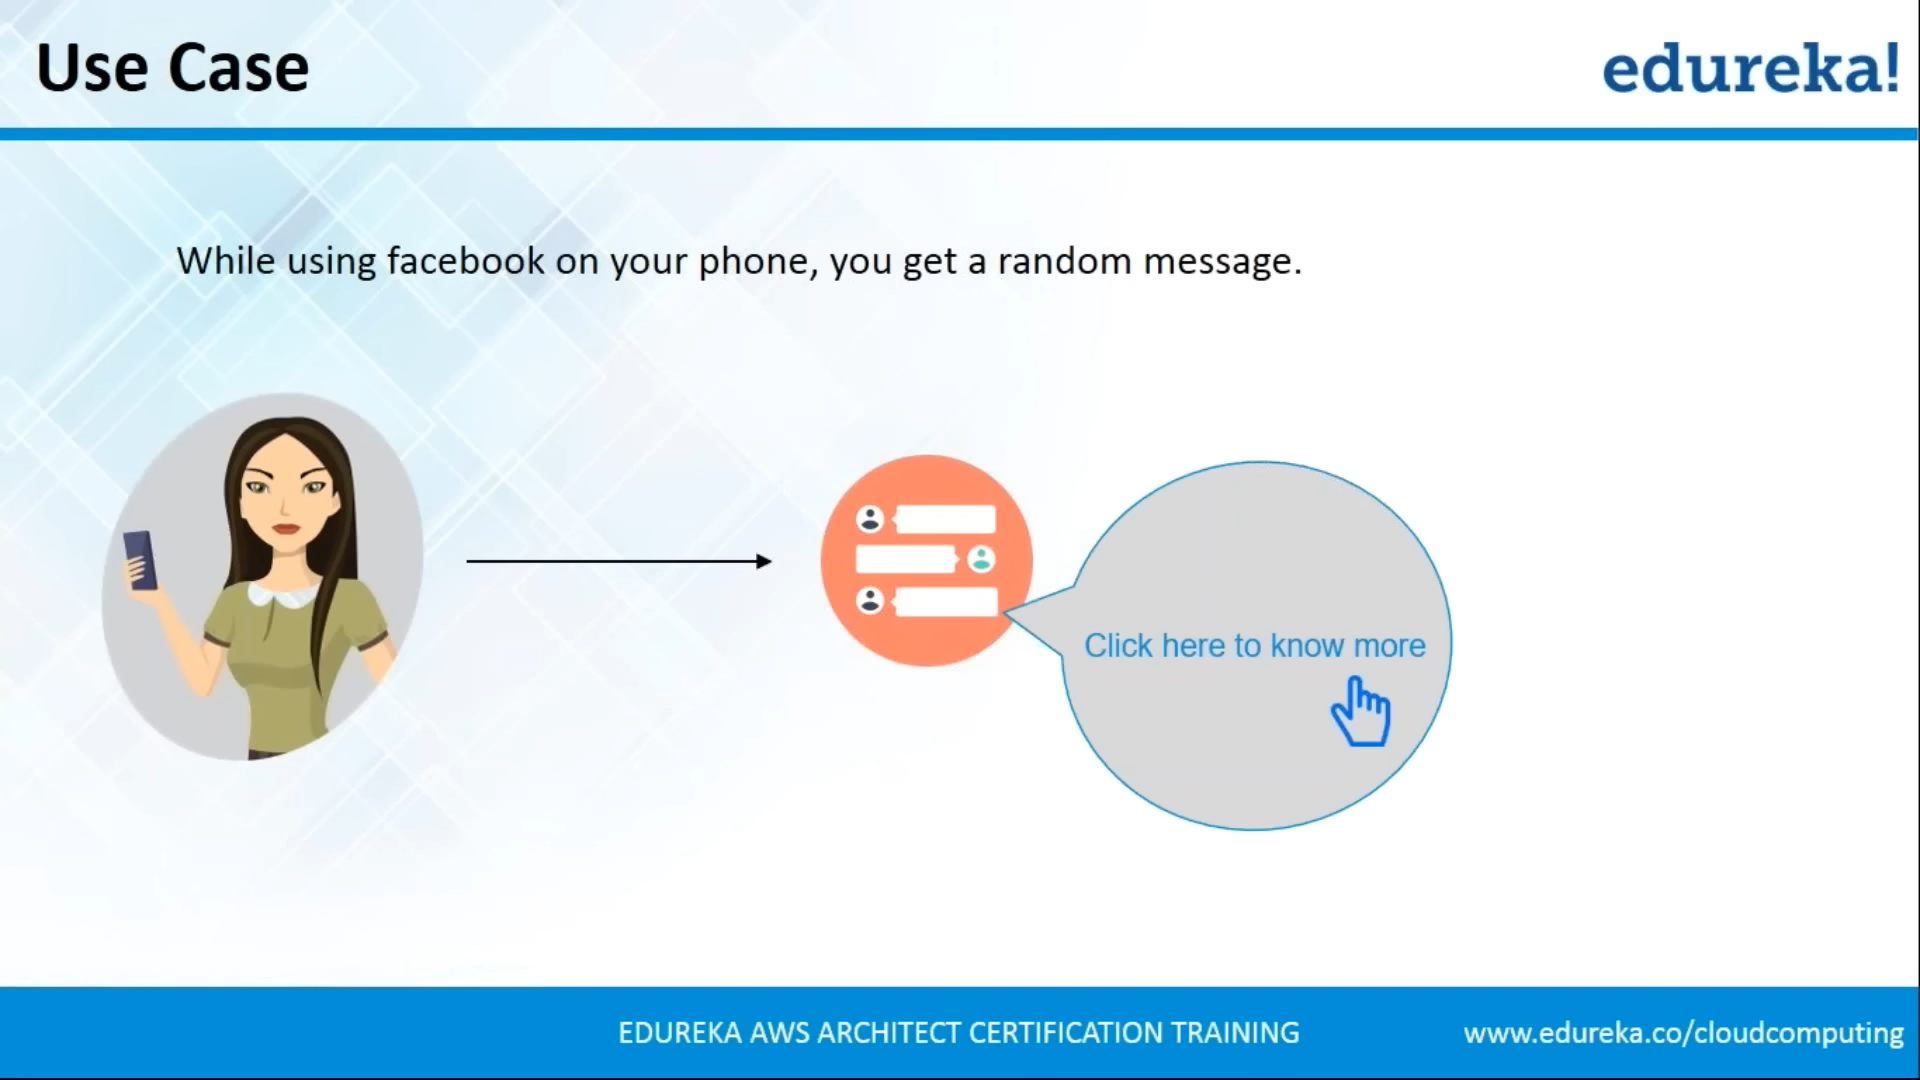 Use Case
edureka!
While using facebook on your phone, you get a random message.
Click here to know more
EDUREKA AWS ARCHITECT CERTIFICATION TRAINING
www.edureka.co/cloudcomputing